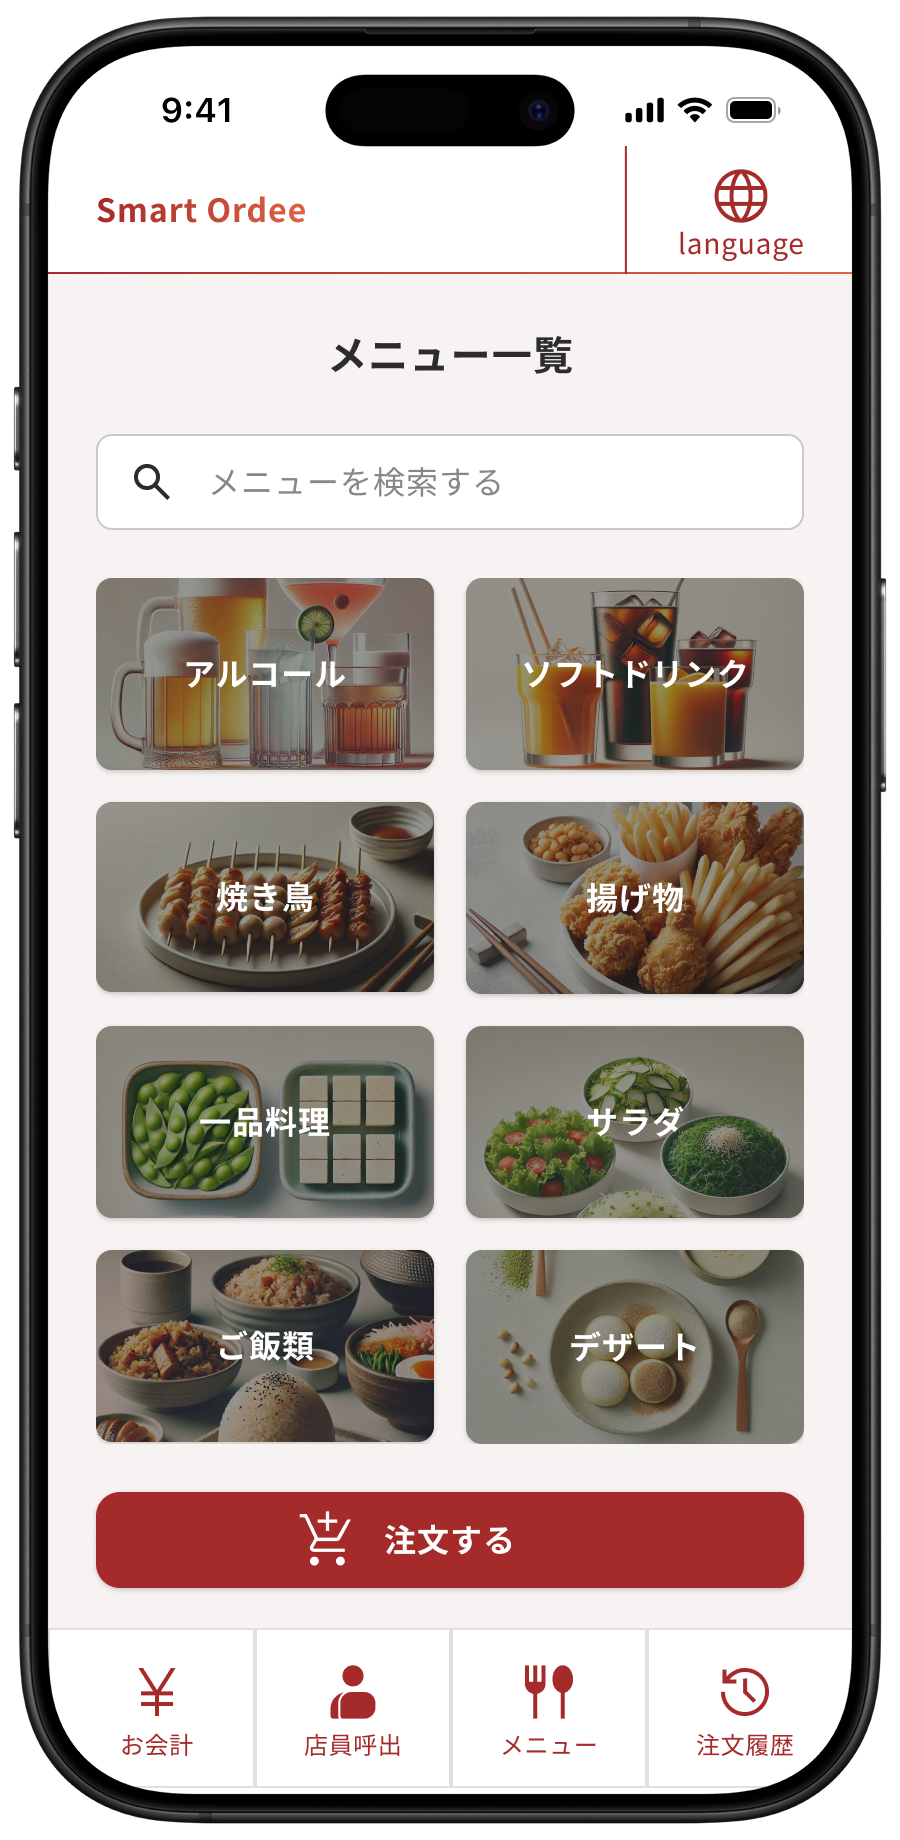 9:41
Smart Ordee
language
メニュー一覧
メニューを検索する
アルコール
ソフトドリンク
焼き鳥
揚げ物
一品料理
サラダ
ご飯類
デザート
注文する
お会計
店員呼出
メニュー
注文履歴